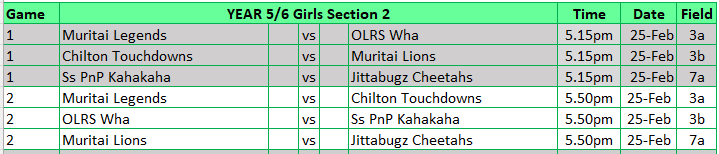 Game YEAR 5/6 Girls Section 2 Time Date Field
1 Muritai Legends vs OLRS Wha 5.15pm 25-Feb 3a
1 Chilton Touchdowns vs Muritai Lions 5.15pm 25-Feb 3b
1 Ss PnP Kahakaha vs Jittabugz Cheetahs 5.15pm 25-Feb 7a
2 Muritai Legends vs Chilton Touchdowns 5.50pm 25-Feb 3a
2 OLRS Wha vs Ss PnP Kahakaha 5.50pm 25-Feb 3b
2 Muritai Lions vs Jittabugz Cheetahs 5.50pm 25-Feb 7a